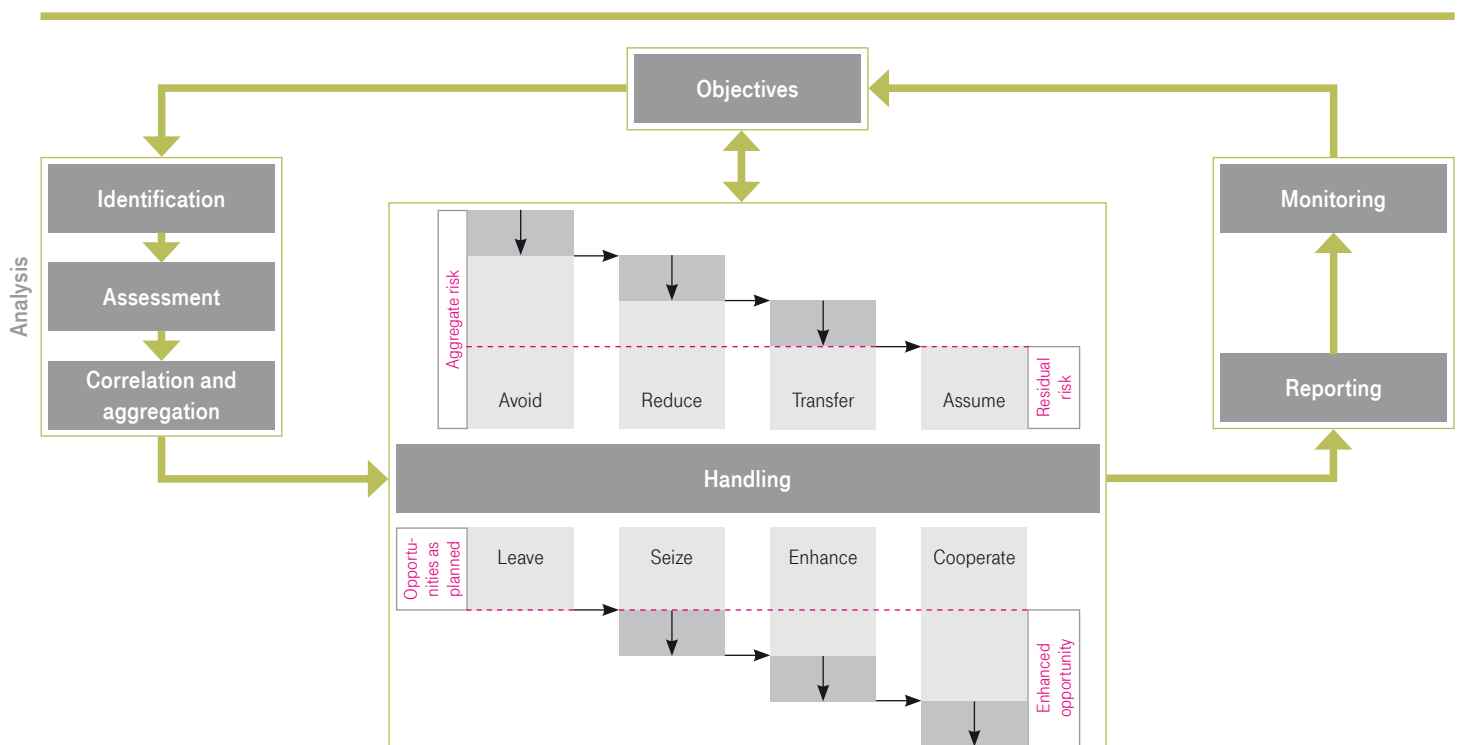 Objectives
Analysis
Identification
Assessment
Correlation and
aggregation
Aggregate risk
Avoid
Reduce
Transfer
Assume
Residual
risk
Handling
Opportu-
nities as
planned
Leave
Seize
Enhance
Cooperate
Enhanced
opportunity
Monitoring
Reporting